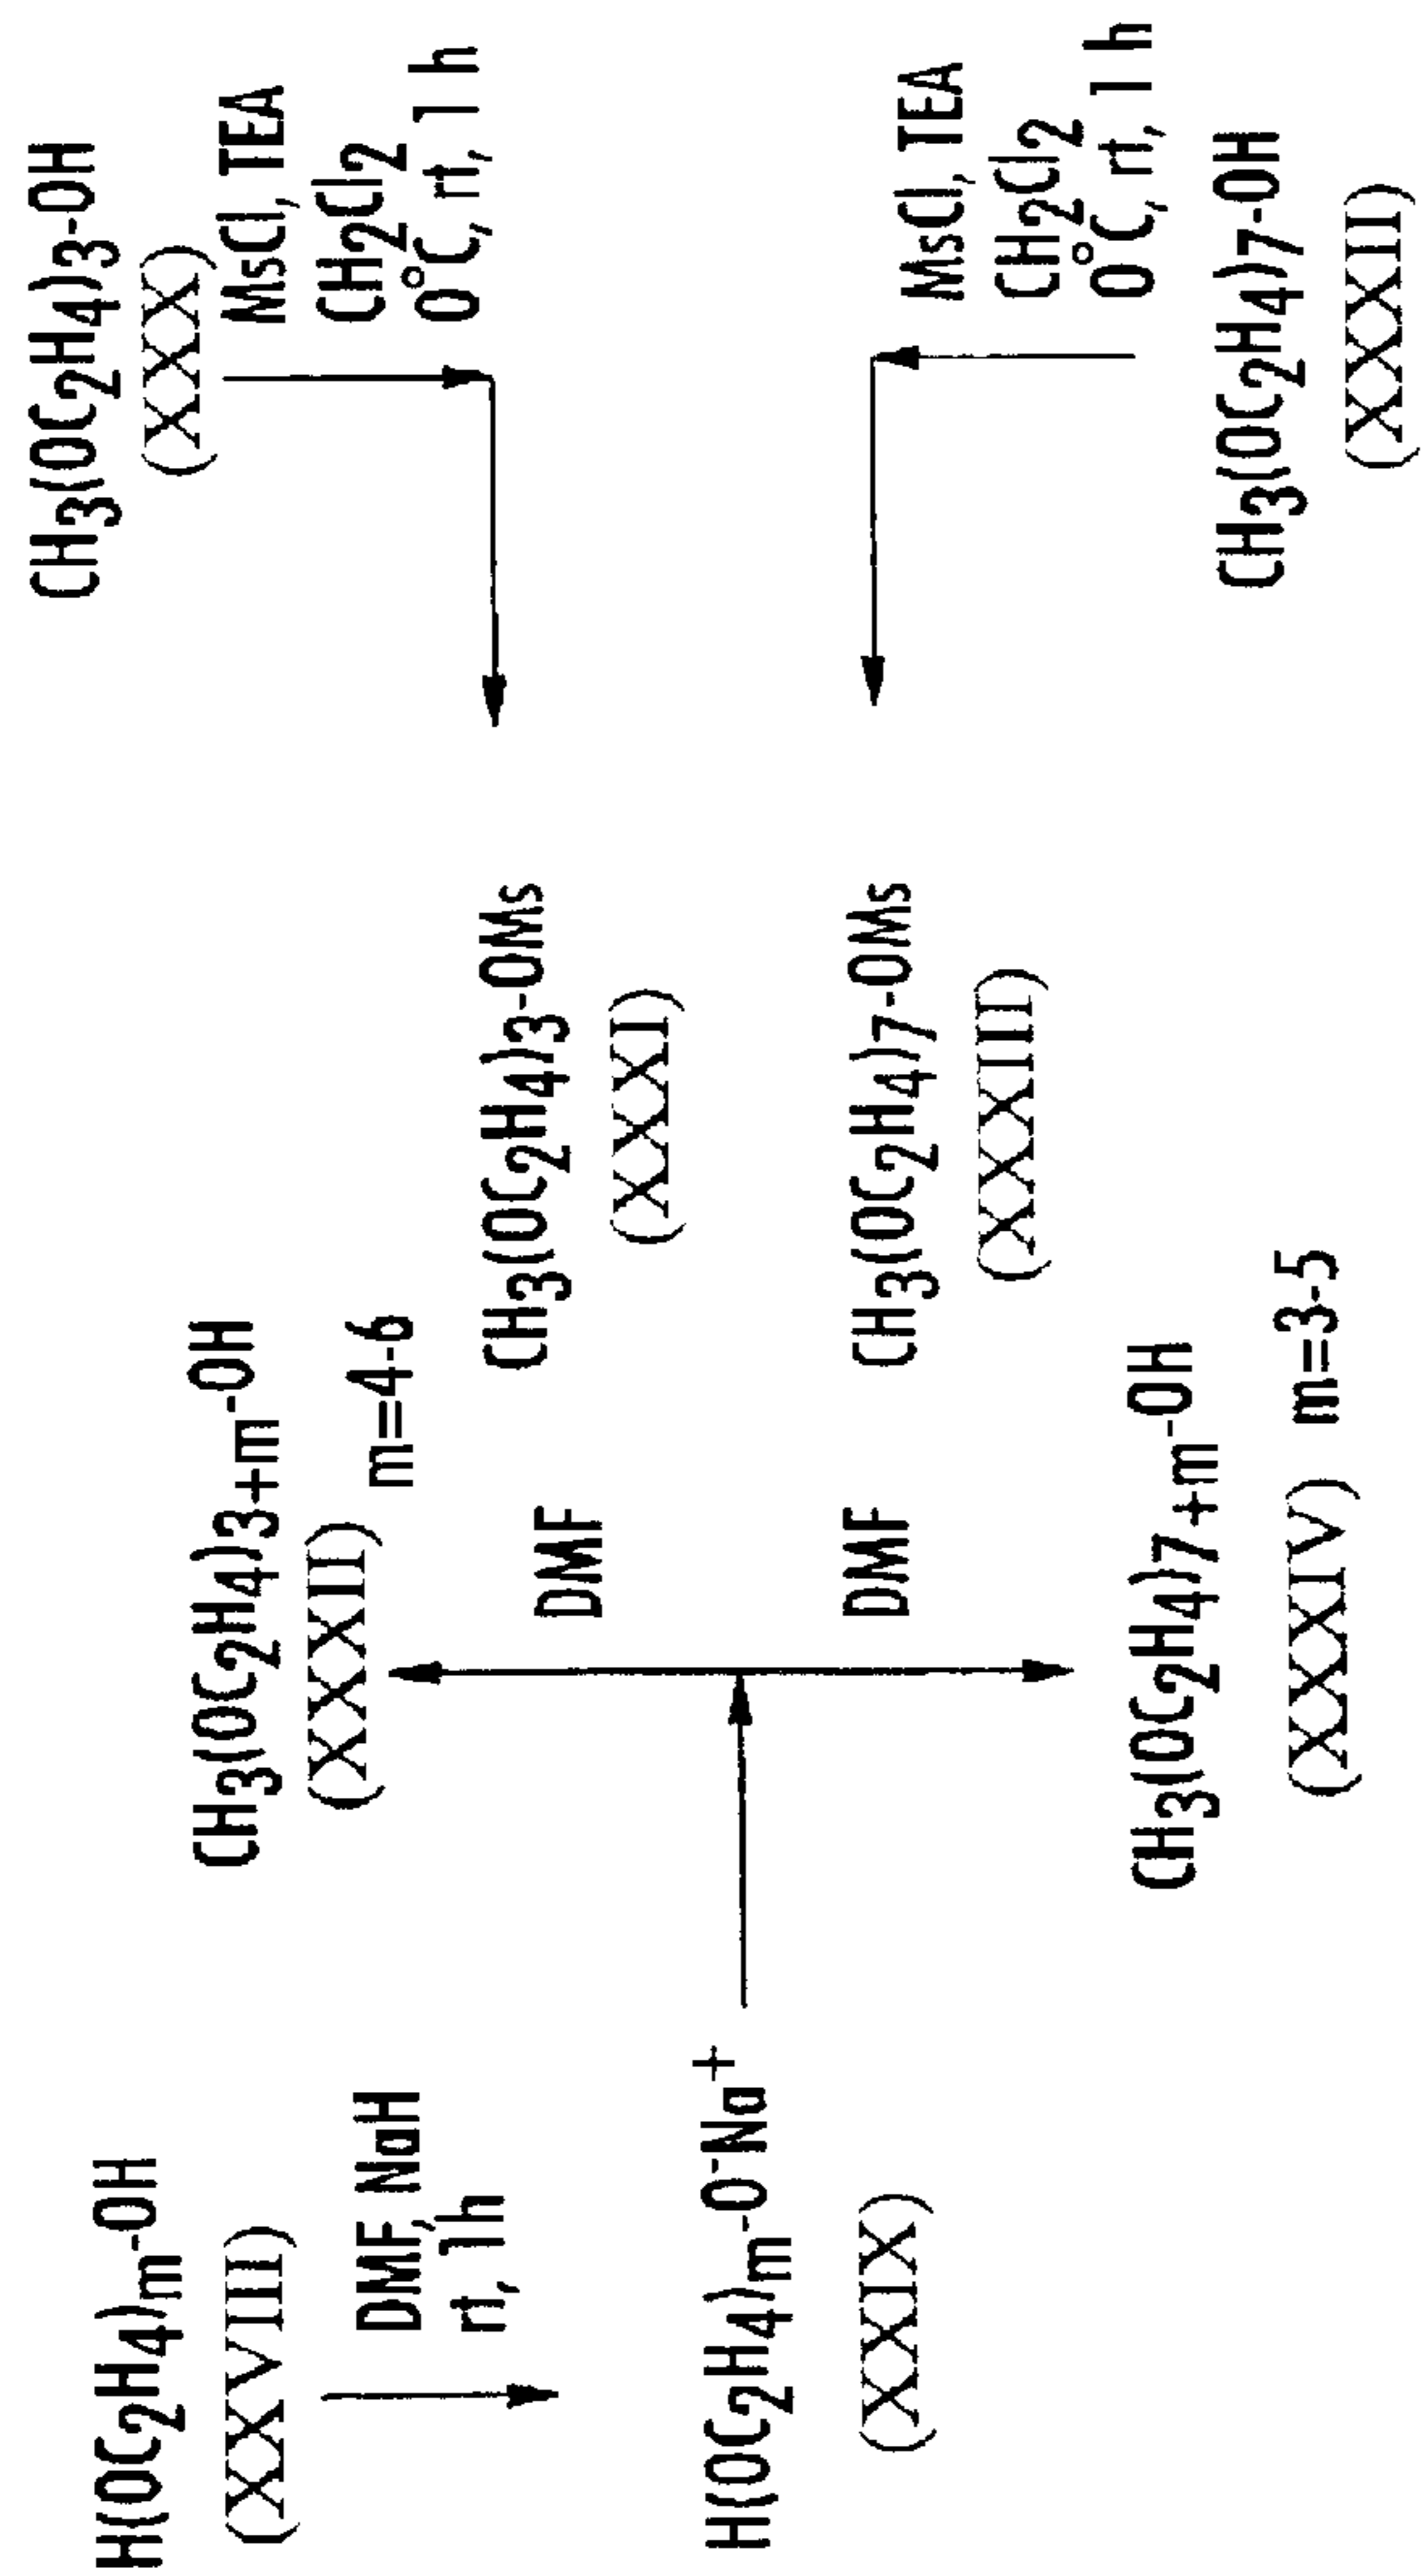 H(OC₂H₄)ₘ-OH
(XXVIII)
DMF, NaH
rt, 1h
H(OC₂H₄)ₘ-O⁻Na⁺
(XXIX)
CH₃(OC₂H₄)₃₊ₘ-OH
(XXXII)
m=4-6
DMF
DMF
CH₃(OC₂H₄)₇₊ₘ-OH
(XXXIV) m=3-5
CH₃(OC₂H₄)₃-OMs
(XXXI)
CH₃(OC₂H₄)₇-OMs
(XXXIII)
CH₃(OC₂H₄)₃-OH
(XXX)
MsCl, TEA
CH₂Cl₂
0°C, rt, 1 h
MsCl, TEA
CH₂Cl₂
0°C, rt, 1 h
CH₃(OC₂H₄)₇-OH
(XXXII)